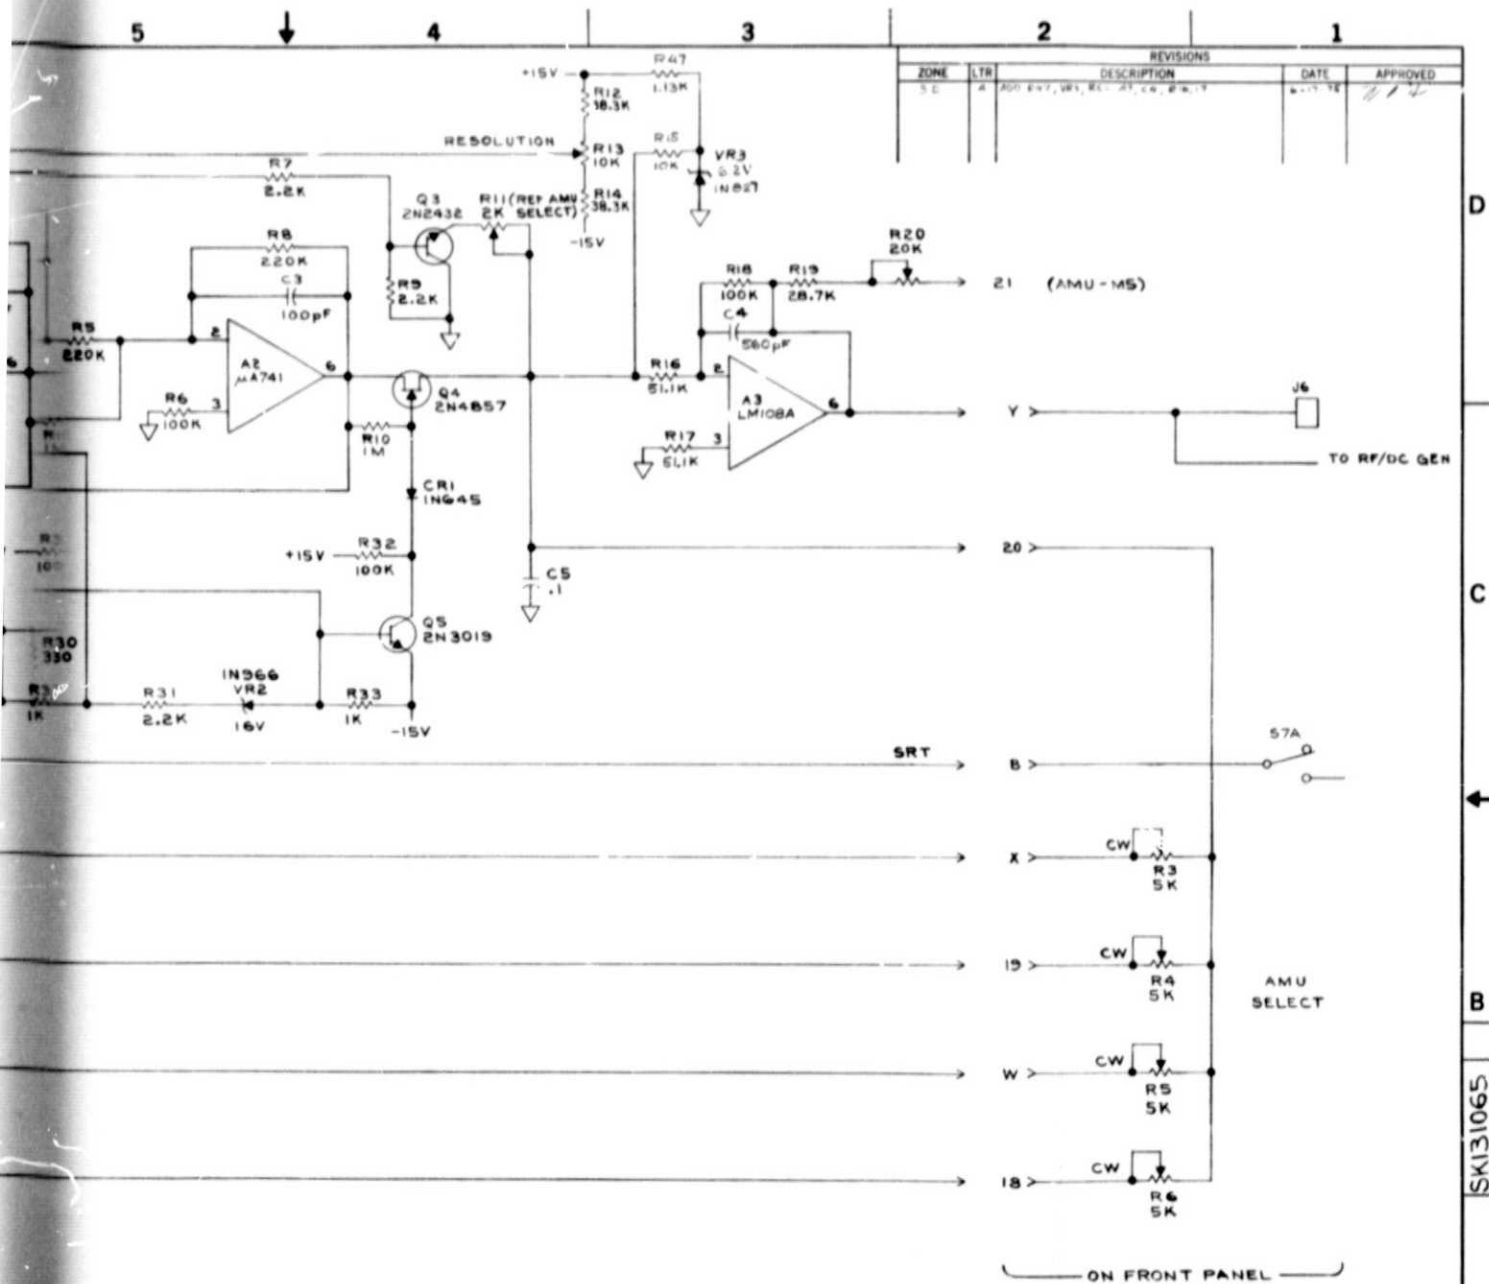 5 4 3 2 1
REVISIONS
ZONE LTR DESCRIPTION DATE APPROVED
A
+15V
R47
1.13K
R12
38.3K
RESOLUTION
R13
10K
R15
10K
VR3
6.2V
1N827
R14
38.3K
-15V
R7
2.2K
Q3
2N2432
R11 (REF AMU
2K SELECT)
D
R8
220K
C3
100pF
R9
2.2K
R20
20K
R18
100K
R19
28.7K
21 (AMU-MS)
C4
560pF
R5
220K
2
A2
μA741
6
3
R6
100K
Q4
2N4857
R16
51.1K
2
A3
LM108A
6
3
R17
51.1K
Y
J6
TO RF/DC GEN
R10
1M
CR1
1N645
+15V
R32
100K
20
C5
.1
C
Q5
2N3019
R30
330
1N966
VR2
16V
R31
2.2K
R33
1K
1K
-15V
SRT
B
S7A
X
CW
R3
5K
19
CW
R4
5K
AMU
SELECT
B
W
CW
R5
5K
18
CW
R6
5K
SK131065
ON FRONT PANEL